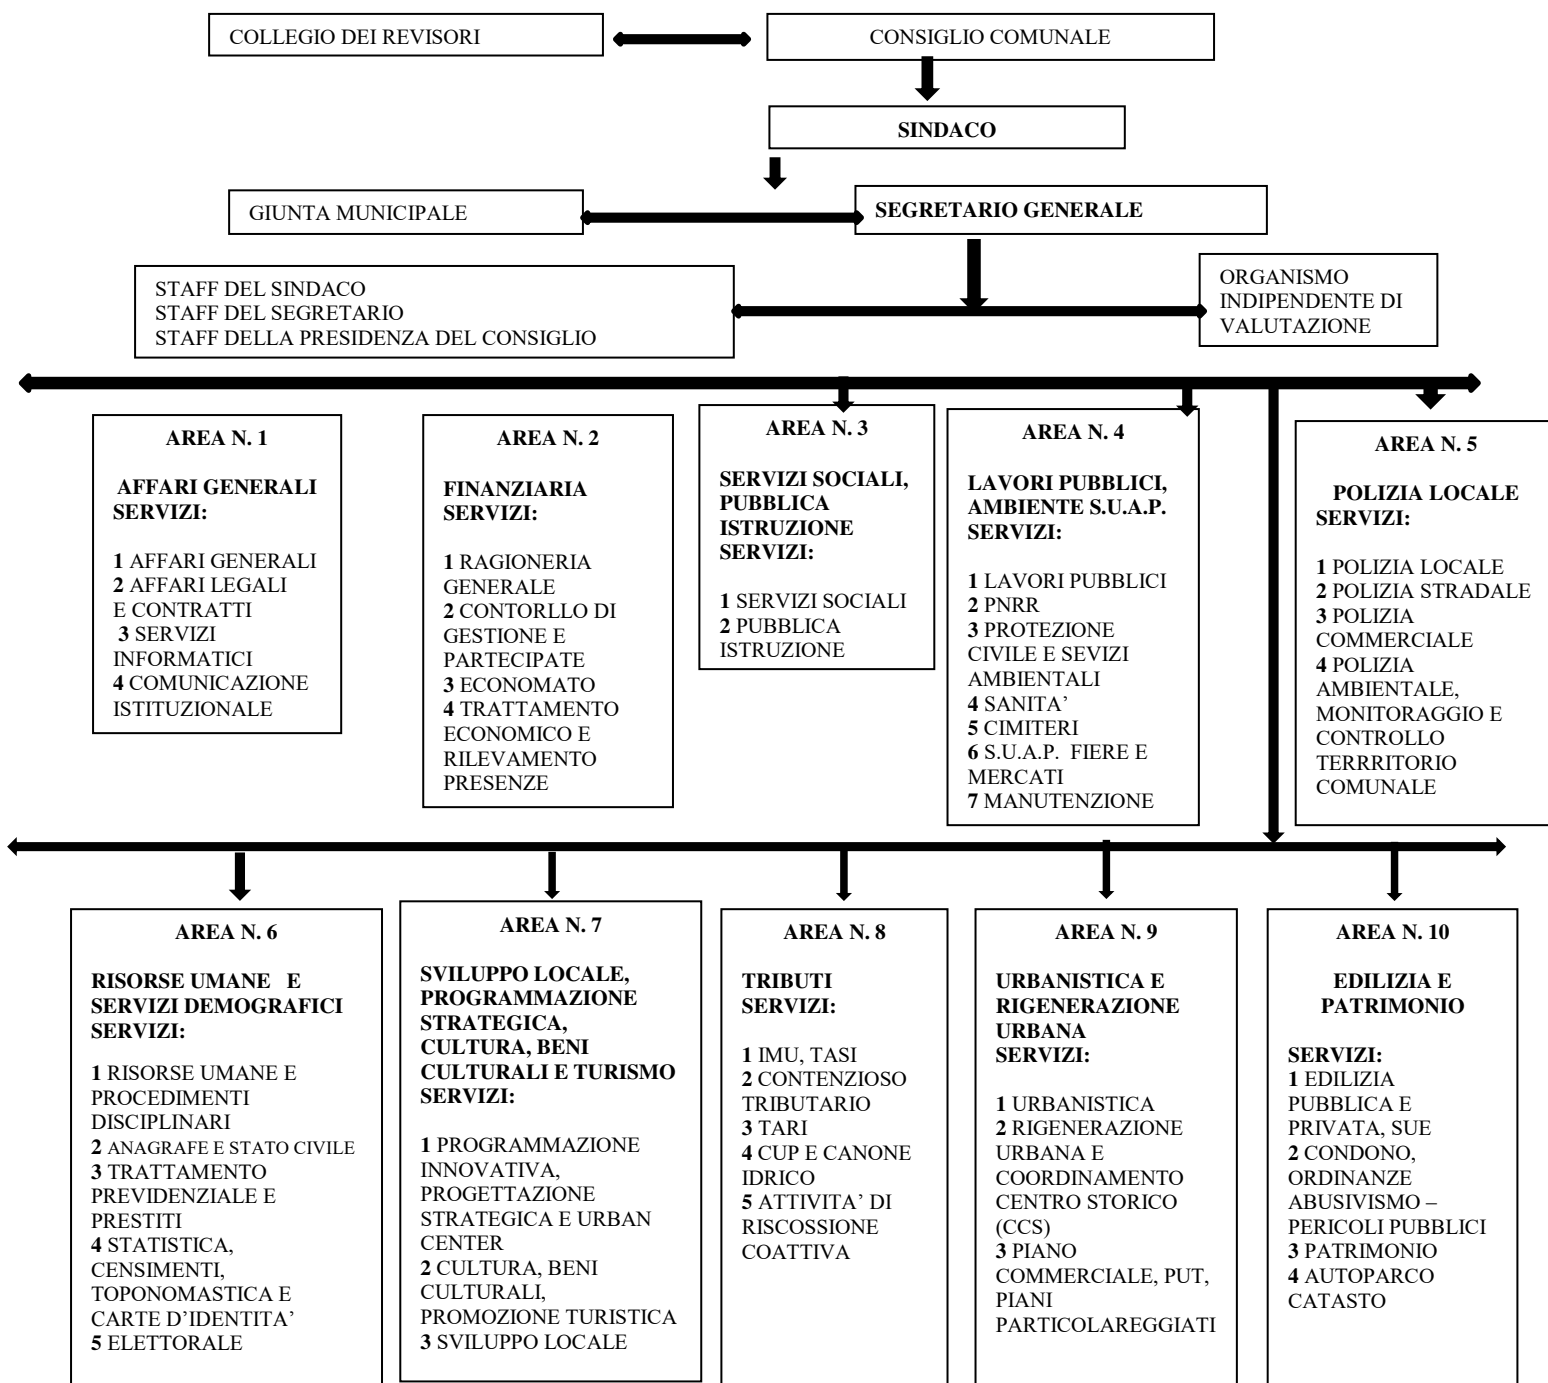 COLLEGIO DEI REVISORI
CONSIGLIO COMUNALE
SINDACO
GIUNTA MUNICIPALE
SEGRETARIO GENERALE
STAFF DEL SINDACO
STAFF DEL SEGRETARIO
STAFF DELLA PRESIDENZA DEL CONSIGLIO
ORGANISMO
INDIPENDENTE DI
VALUTAZIONE
AREA N. 1
AFFARI GENERALI
SERVIZI:
1 AFFARI GENERALI
2 AFFARI LEGALI
E CONTRATTI
3 SERVIZI
INFORMATICI
4 COMUNICAZIONE
ISTITUZIONALE
AREA N. 2
FINANZIARIA
SERVIZI:
1 RAGIONERIA
GENERALE
2 CONTORLLO DI
GESTIONE E
PARTECIPATE
3 ECONOMATO
4 TRATTAMENTO
ECONOMICO E
RILEVAMENTO
PRESENZE
AREA N. 3
SERVIZI SOCIALI,
PUBBLICA
ISTRUZIONE
SERVIZI:
1 SERVIZI SOCIALI
2 PUBBLICA
ISTRUZIONE
AREA N. 4
LAVORI PUBBLICI,
AMBIENTE S.U.A.P.
SERVIZI:
1 LAVORI PUBBLICI
2 PNRR
3 PROTEZIONE
CIVILE E SEVIZI
AMBIENTALI
4 SANITA’
5 CIMITERI
6 S.U.A.P. FIERE E
MERCATI
7 MANUTENZIONE
AREA N. 5
POLIZIA LOCALE
SERVIZI:
1 POLIZIA LOCALE
2 POLIZIA STRADALE
3 POLIZIA
COMMERCIALE
4 POLIZIA
AMBIENTALE,
MONITORAGGIO E
CONTROLLO
TERRRITORIO
COMUNALE
AREA N. 6
RISORSE UMANE E
SERVIZI DEMOGRAFICI
SERVIZI:
1 RISORSE UMANE E
PROCEDIMENTI
DISCIPLINARI
2 ANAGRAFE E STATO CIVILE
3 TRATTAMENTO
PREVIDENZIALE E
PRESTITI
4 STATISTICA,
CENSIMENTI,
TOPONOMASTICA E
CARTE D’IDENTITA’
5 ELETTORALE
AREA N. 7
SVILUPPO LOCALE,
PROGRAMMAZIONE
STRATEGICA,
CULTURA, BENI
CULTURALI E TURISMO
SERVIZI:
1 PROGRAMMAZIONE
INNOVATIVA,
PROGETTAZIONE
STRATEGICA E URBAN
CENTER
2 CULTURA, BENI
CULTURALI,
PROMOZIONE TURISTICA
3 SVILUPPO LOCALE
AREA N. 8
TRIBUTI
SERVIZI:
1 IMU, TASI
2 CONTENZIOSO
TRIBUTARIO
3 TARI
4 CUP E CANONE
IDRICO
5 ATTIVITA’ DI
RISCOSSIONE
COATTIVA
AREA N. 9
URBANISTICA E
RIGENERAZIONE
URBANA
SERVIZI:
1 URBANISTICA
2 RIGENERAZIONE
URBANA E
COORDINAMENTO
CENTRO STORICO
(CCS)
3 PIANO
COMMERCIALE, PUT,
PIANI
PARTICOLAREGGIATI
AREA N. 10
EDILIZIA E
PATRIMONIO
SERVIZI:
1 EDILIZIA
PUBBLICA E
PRIVATA, SUE
2 CONDONO,
ORDINANZE
ABUSIVISMO –
PERICOLI PUBBLICI
3 PATRIMONIO
4 AUTOPARCO
CATASTO